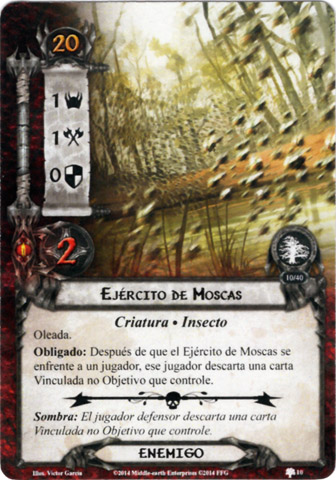 20
1
1
0
2
10/40
Ejército de Moscas
Criatura • Insecto
Oleada.
Obligado: Después de que el Ejército de Moscas se
enfrente a un jugador, ese jugador descarta una carta
Vinculada no Objetivo que controle.
Sombra: El jugador defensor descarta una carta
Vinculada no Objetivo que controle.
ENEMIGO
Illus. Victor Garcia ©2014 Middle-earth Enterprises ©2014 FFG 10